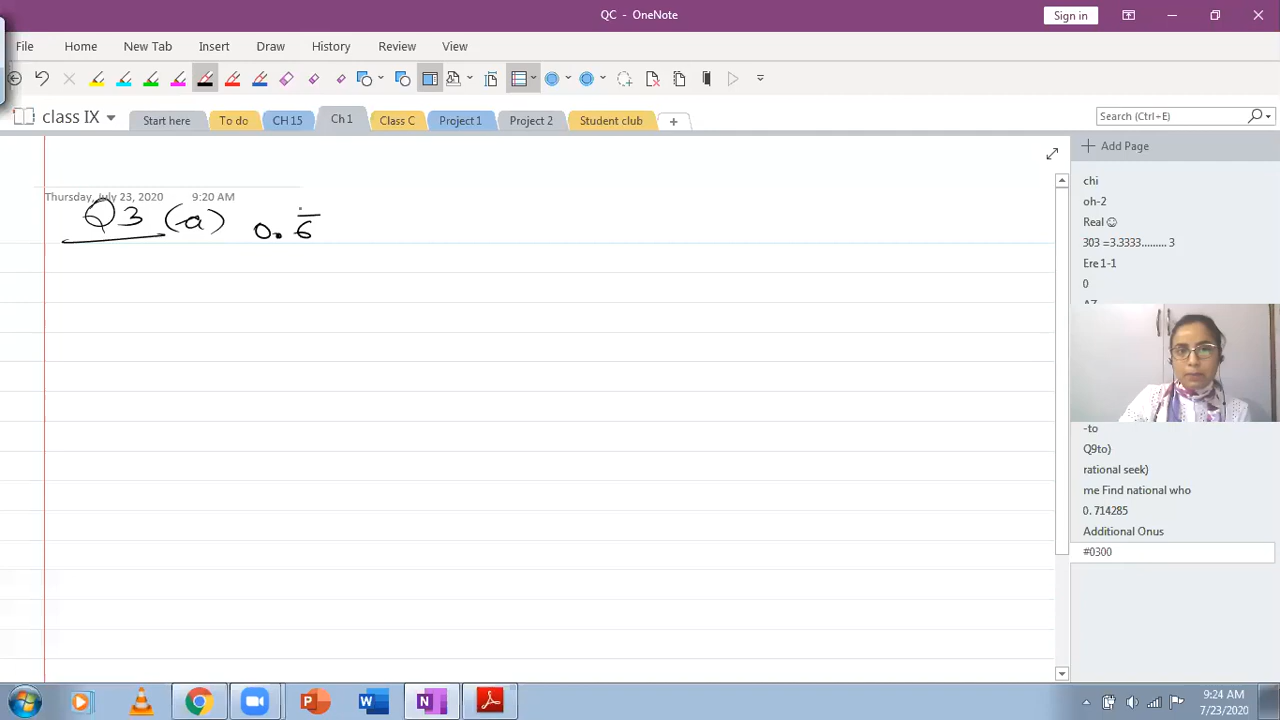 QC - OneNote
Sign in
File Home New Tab Insert Draw History Review View
class IX
Start here To do CH 15 Ch 1 Class C Project 1 Project 2 Student club
Search (Ctrl+E)
Add Page
Thursday, July 23, 2020 9:20 AM
Q3 (a) 0.6̅
chi
oh-2
Real ☺
303 =3.3333......... 3
Ere 1-1
0
-to
Q9to)
rational seek)
me Find national who
0. 714285
Additional Onus
#0300
9:24 AM
7/23/2020